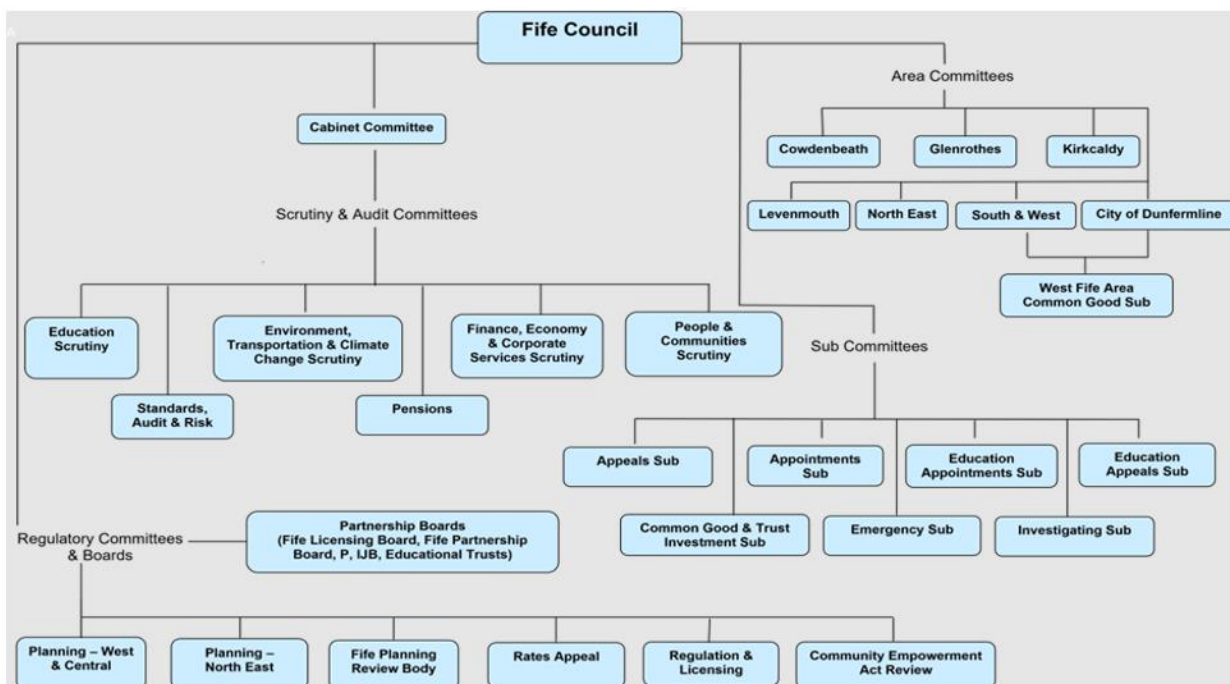 Fife Council
Area Committees
Cabinet Committee
Cowdenbeath
Glenrothes
Kirkcaldy
Scrutiny & Audit Committees
Levenmouth
North East
South & West
City of Dunfermline
West Fife Area
Common Good Sub
Education
Scrutiny
Environment,
Transportation & Climate
Change Scrutiny
Finance, Economy
& Corporate
Services Scrutiny
People &
Communities
Scrutiny
Sub Committees
Standards,
Audit & Risk
Pensions
Appeals Sub
Appointments
Sub
Education
Appointments Sub
Education
Appeals Sub
Common Good & Trust
Investment Sub
Emergency Sub
Investigating Sub
Regulatory Committees
& Boards
Partnership Boards
(Fife Licensing Board, Fife Partnership
Board, P, IJB, Educational Trusts)
Planning – West
& Central
Planning –
North East
Fife Planning
Review Body
Rates Appeal
Regulation &
Licensing
Community Empowerment
Act Review